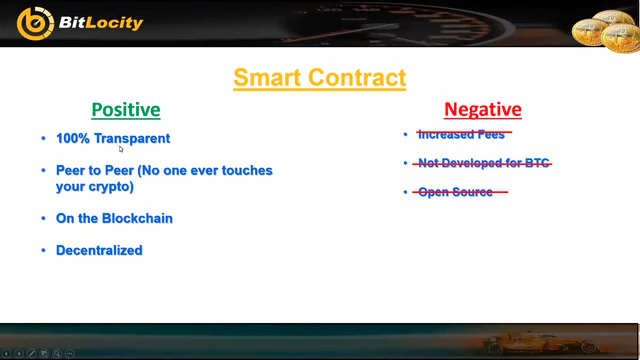 BitLocity
Smart Contract
Positive
• 100% Transparent
• Peer to Peer (No one ever touches
your crypto)
• On the Blockchain
• Decentralized
Negative
• Increased Fees
• Not Developed for BTC
• Open Source